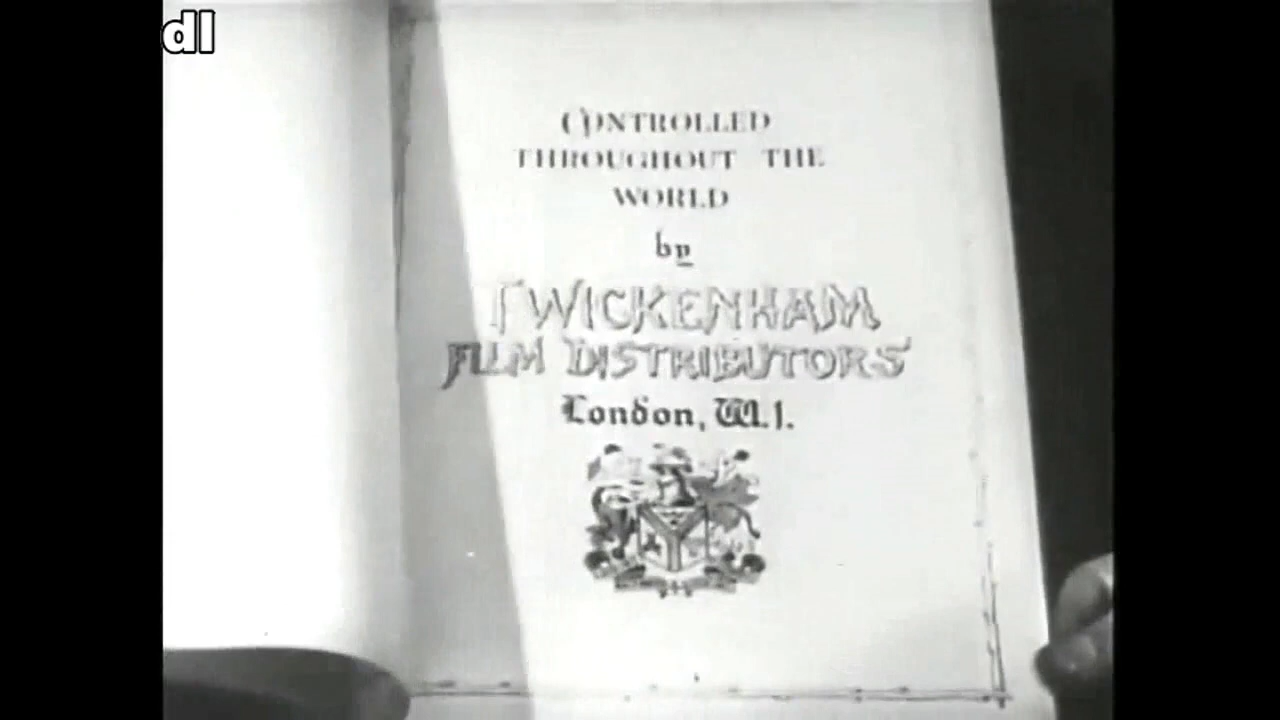 dl
CONTROLLED
THROUGHOUT THE
WORLD
by
TWICKENHAM
FILM DISTRIBUTORS
London, W.1.